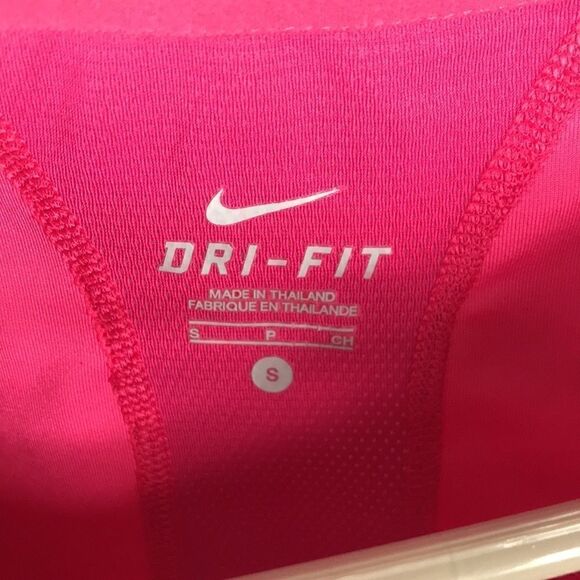 DRI-FIT
MADE IN THAILAND
FABRIQUE EN THAILANDE
S P CH
S